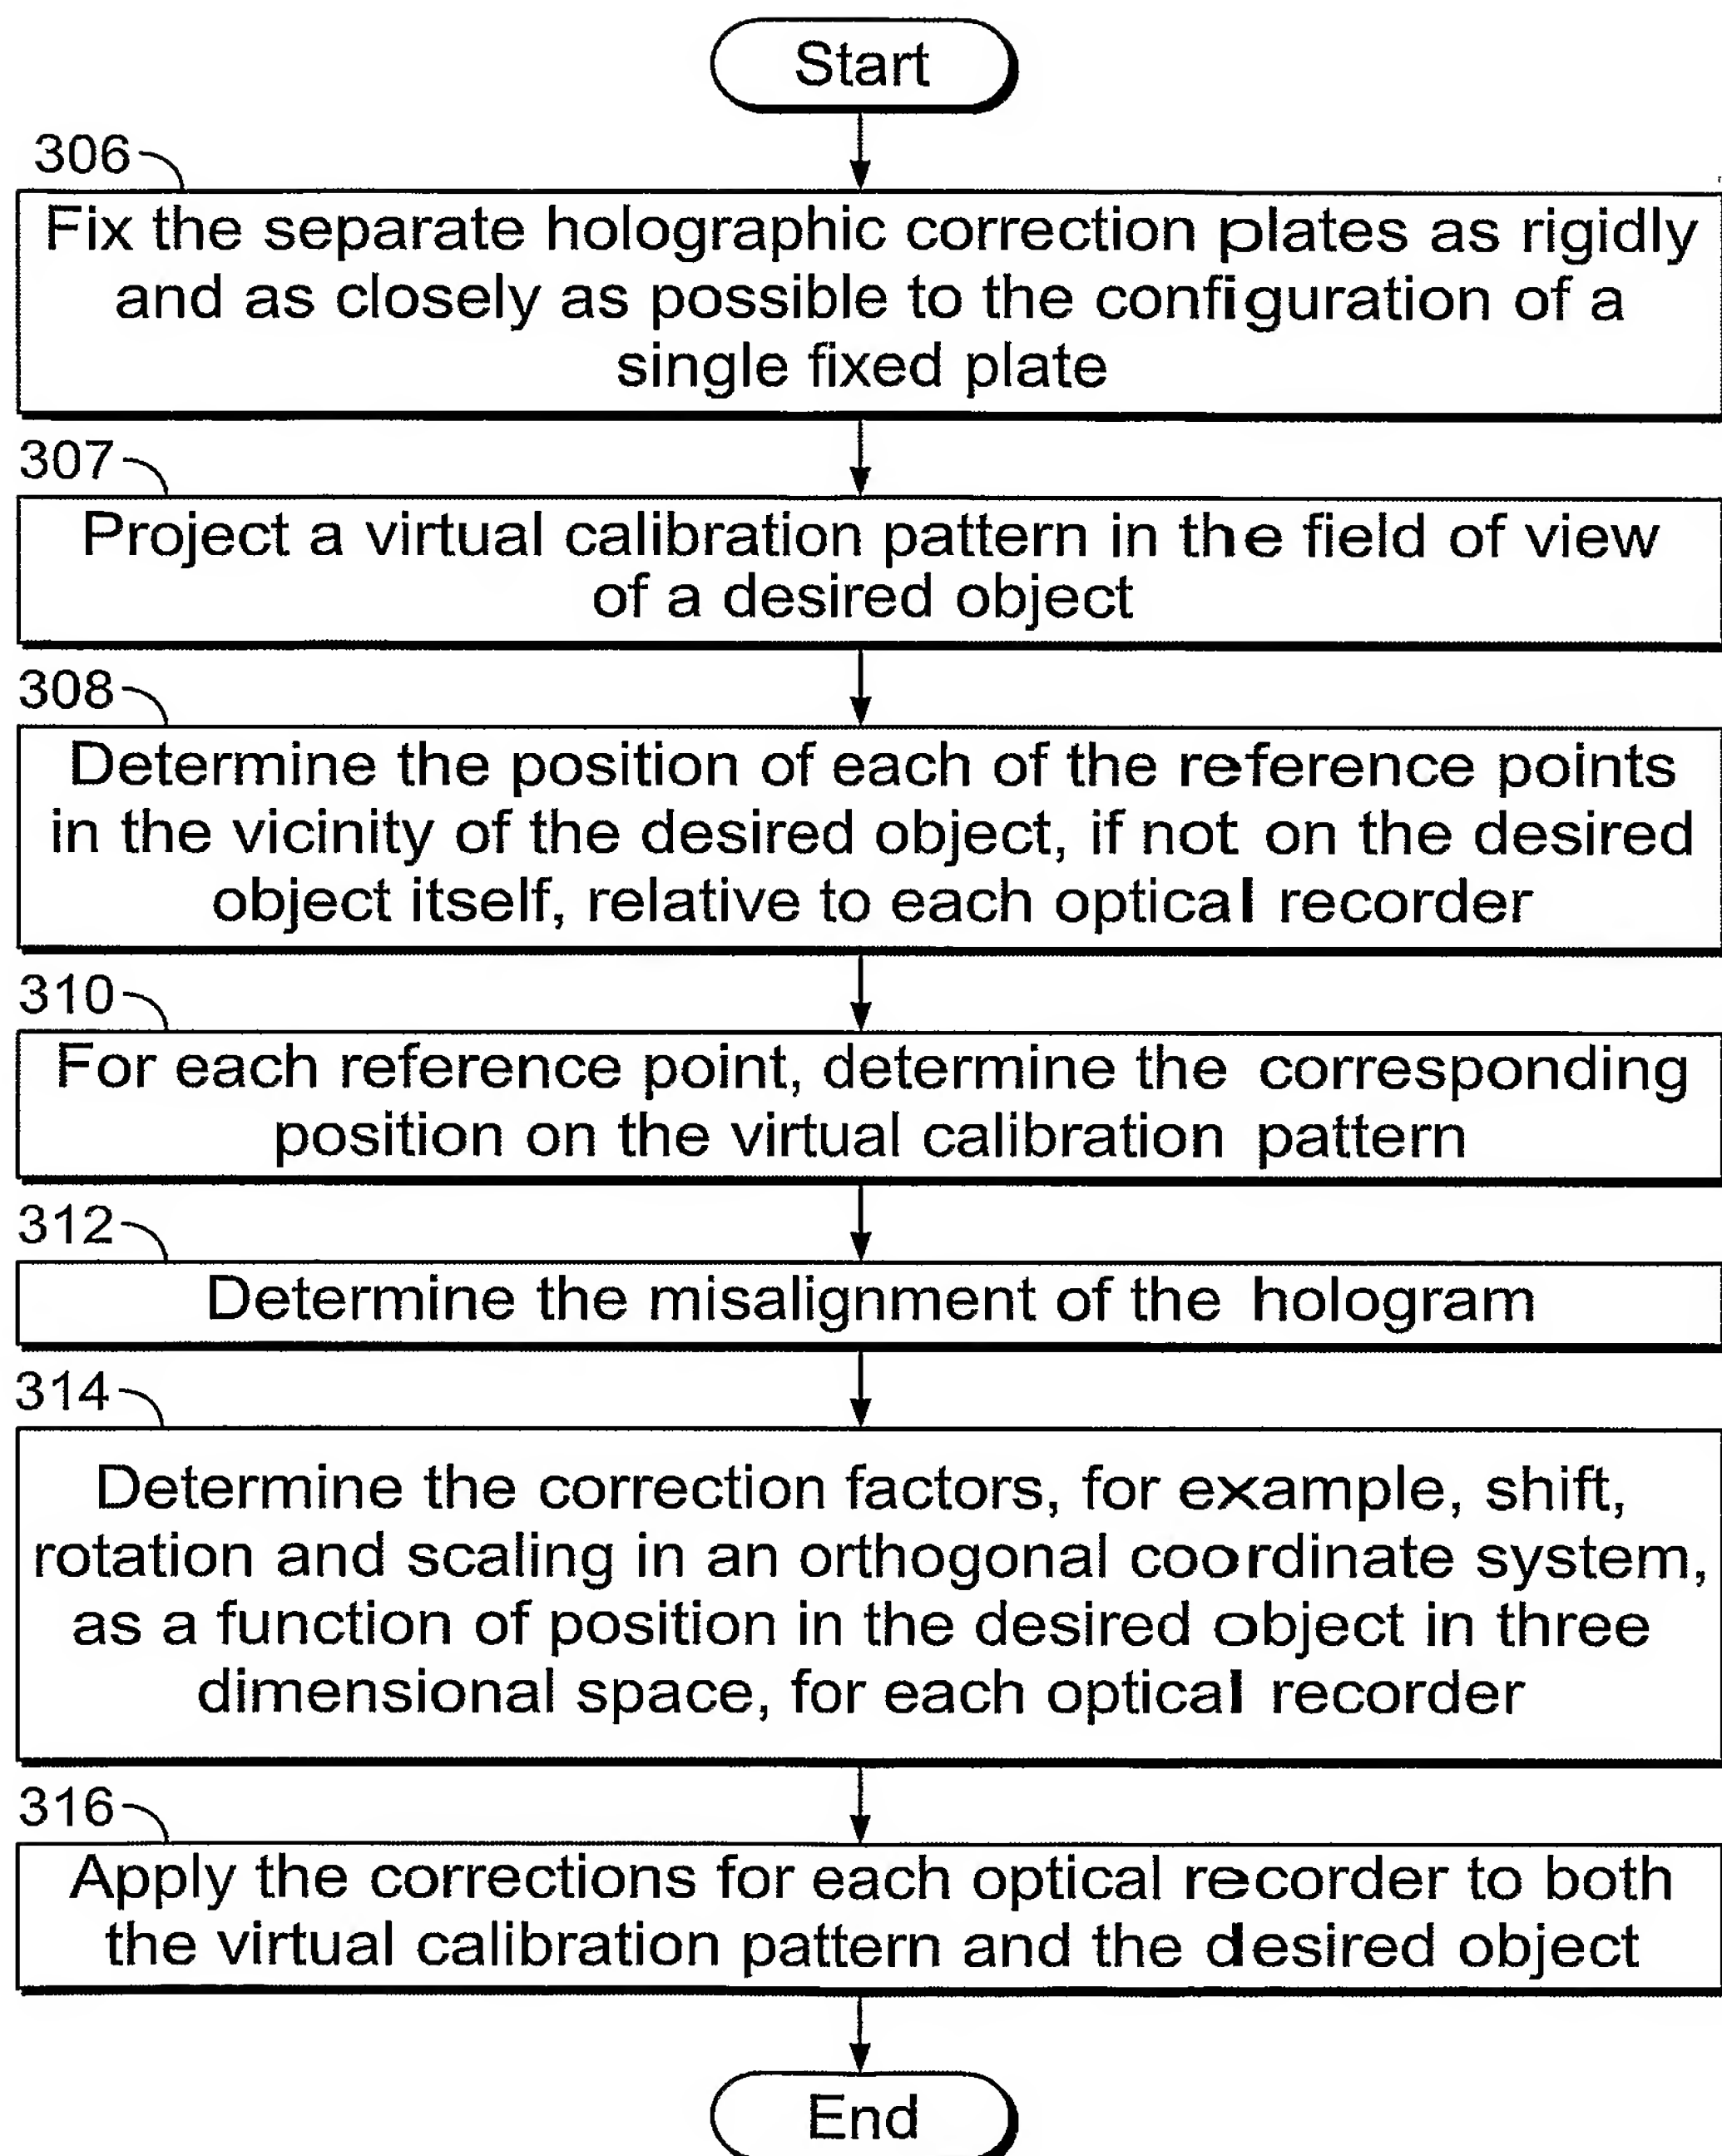 Start
306
Fix the separate holographic correction plates as rigidly
and as closely as possible to the configuration of a
single fixed plate
307
Project a virtual calibration pattern in the field of view
of a desired object
308
Determine the position of each of the reference points
in the vicinity of the desired object, if not on the desired
object itself, relative to each optical recorder
310
For each reference point, determine the corresponding
position on the virtual calibration pattern
312
Determine the misalignment of the hologram
314
Determine the correction factors, for example, shift,
rotation and scaling in an orthogonal coordinate system,
as a function of position in the desired object in three
dimensional space, for each optical recorder
316
Apply the corrections for each optical recorder to both
the virtual calibration pattern and the desired object
End